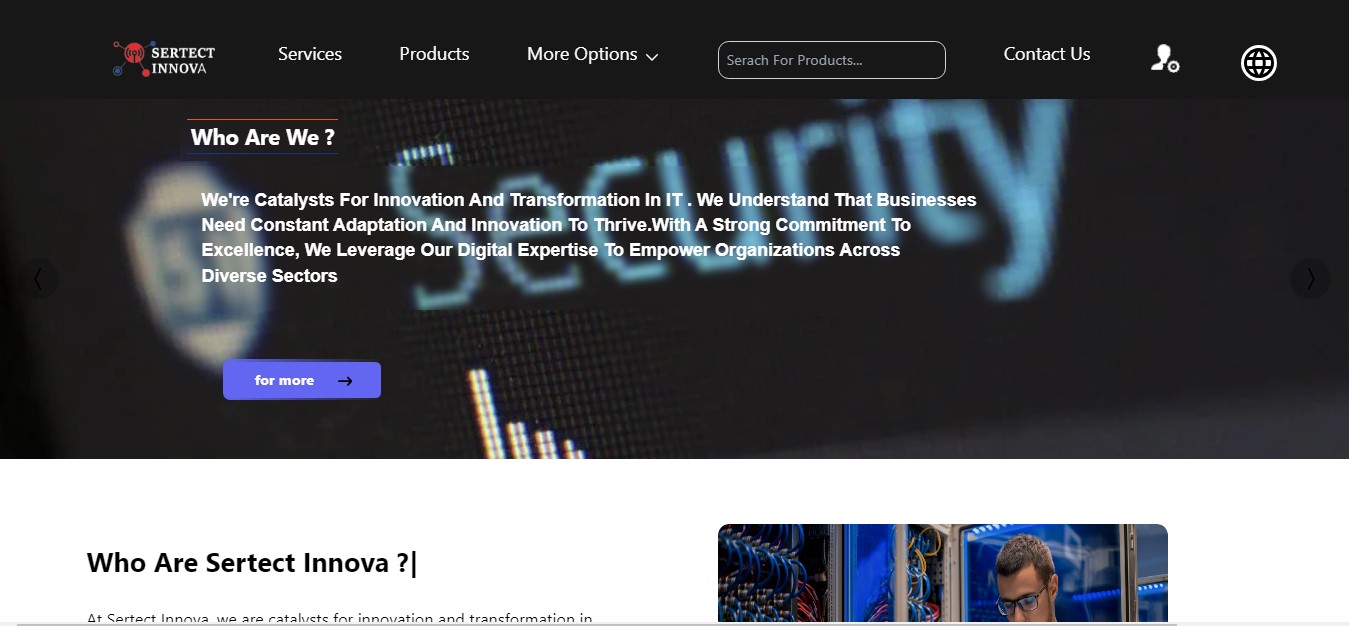 SERTECT
INNOVA
Services
Products
More Options
Serach For Products...
Contact Us
Security
Who Are We ?
We're Catalysts For Innovation And Transformation In IT . We Understand That Businesses
Need Constant Adaptation And Innovation To Thrive.With A Strong Commitment To
Excellence, We Leverage Our Digital Expertise To Empower Organizations Across
Diverse Sectors
for more
Who Are Sertect Innova ?|
At Sertect Innova, we are catalysts for innovation and transformation in